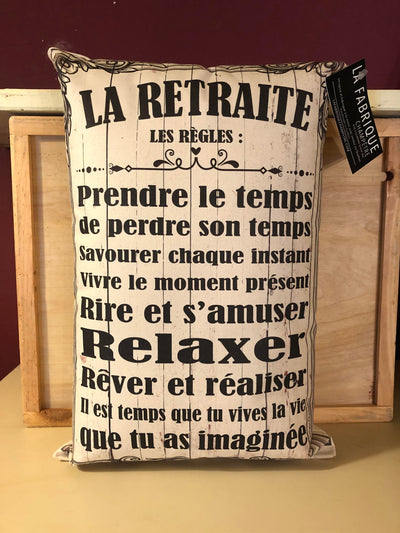 LA RETRAITE
LES RÈGLES :
Prendre le temps
de perdre son temps
Savourer chaque instant
Vivre le moment présent
Rire et s'amuser
Relaxer
Rêver et réaliser
Il est temps que tu vives la vie
que tu as imaginée
LA FABRIQUE
CHAMPÊTRE